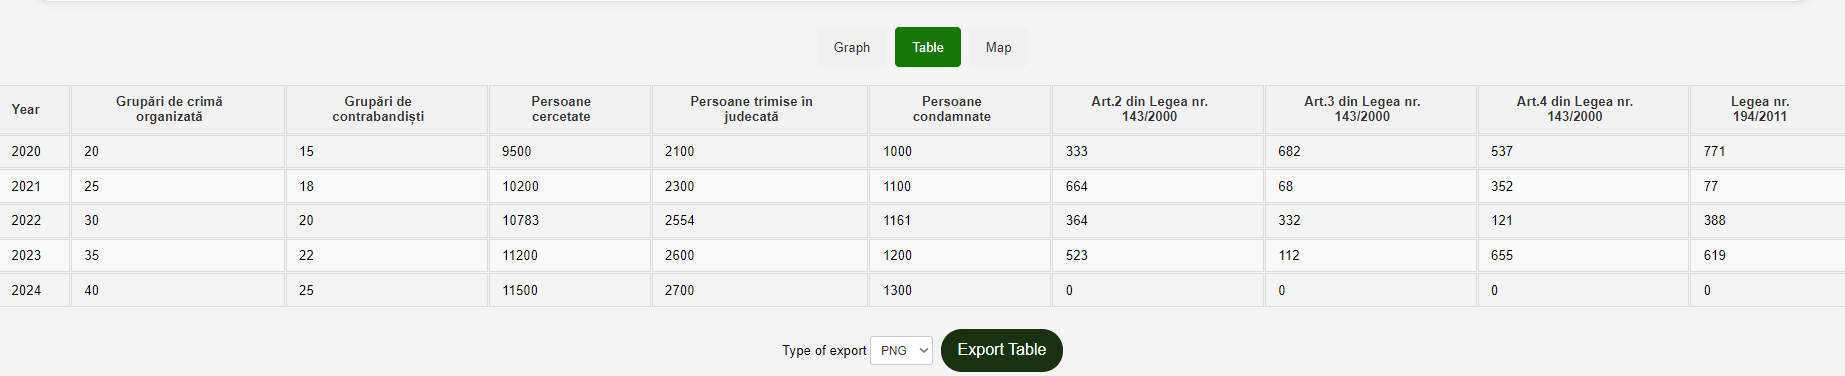 Graph Table Map
Year Grupări de crimă organizată Grupări de contrabandiști Persoane cercetate Persoane trimise în judecată Persoane condamnate Art.2 din Legea nr. 143/2000 Art.3 din Legea nr. 143/2000 Art.4 din Legea nr. 143/2000 Legea nr. 194/2011
2020 20 15 9500 2100 1000 333 682 537 771
2021 25 18 10200 2300 1100 664 68 352 77
2022 30 20 10783 2554 1161 364 332 121 388
2023 35 22 11200 2600 1200 523 112 655 619
2024 40 25 11500 2700 1300 0 0 0 0
Type of export PNG Export Table